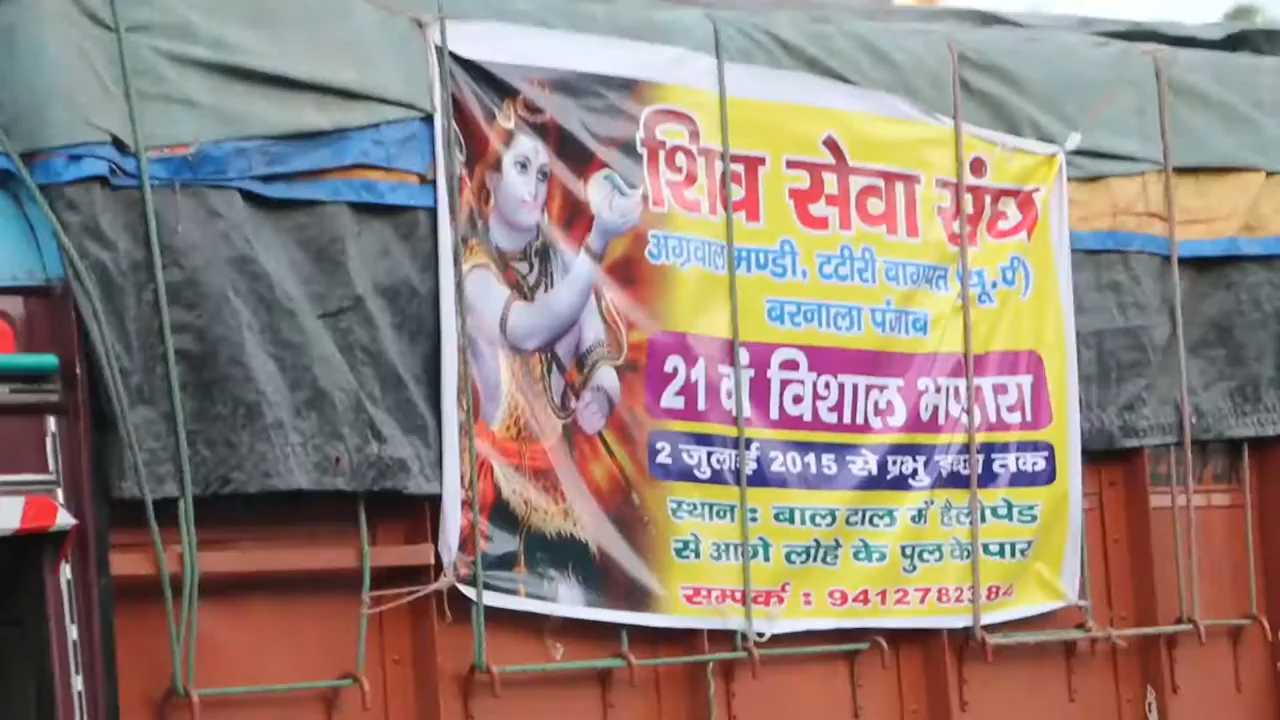 शिव सेवा संघ
अग्रवाल मण्डी, टटीरी बागपत (यू.पी)
बरनाला पंजाब
21 वां विशाल भण्डारा
2 जुलाई 2015 से प्रभु इच्छा तक
स्थान : बाल टाल में हैलीपेड
से आगे लोहे के पुल के पार
सम्पर्क : 9412782384